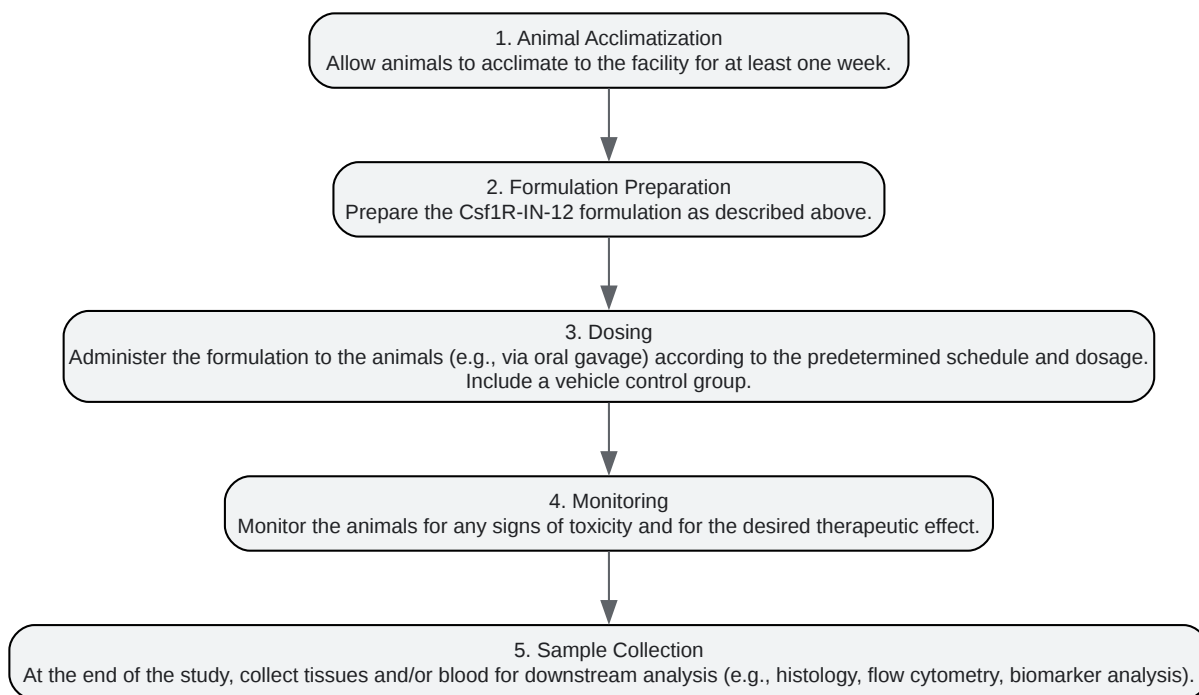 1. Animal Acclimatization
Allow animals to acclimate to the facility for at least one week.
2. Formulation Preparation
Prepare the Csf1R-IN-12 formulation as described above.
3. Dosing
Administer the formulation to the animals (e.g., via oral gavage) according to the predetermined schedule and dosage.
Include a vehicle control group.
4. Monitoring
Monitor the animals for any signs of toxicity and for the desired therapeutic effect.
5. Sample Collection
At the end of the study, collect tissues and/or blood for downstream analysis (e.g., histology, flow cytometry, biomarker analysis).